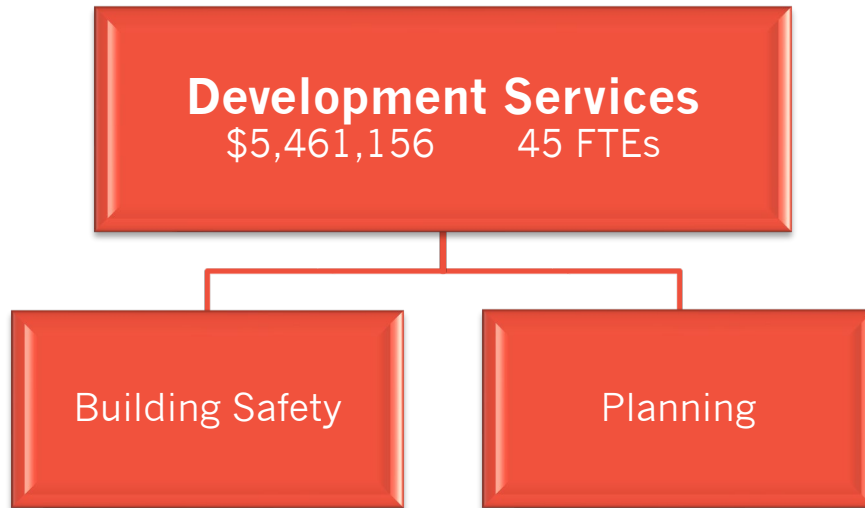 Development Services
$5,461,156 45 FTEs
Building Safety
Planning